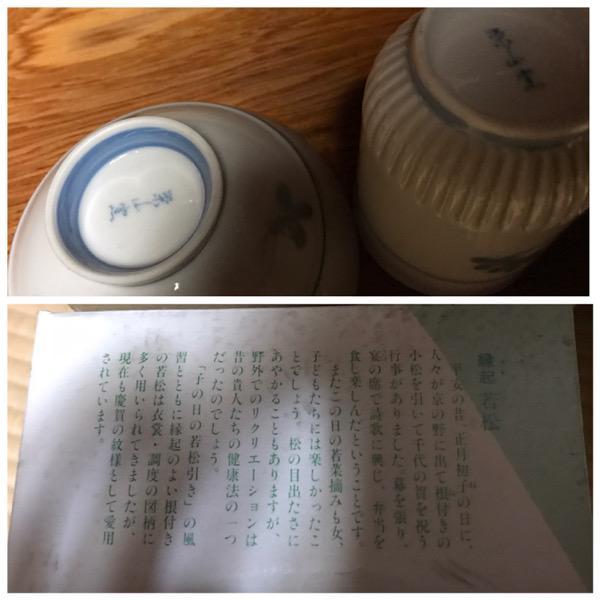 縁起 若松
平安の昔、正月初子の日に、
人々が京の野に出て根付きの
小松を引いて千代の賀を祝う
行事がありました。幕を張り、
宴の席で詩歌に興じ、弁当を
食し楽しんだということです。
またこの日の若菜摘みも女、
子どもたちには楽しかったこ
とでしょう。松の目出たさに
あやかることもありますが、
野外でのリクリエーションは
昔の貴人たちの健康法の一つ
だったのでしょう。
「子の日の若松引き」の風
習とともに縁起のよい根付き
の若松は衣裳・調度の図柄に
多く用いられてきましたが、
現在も慶賀の紋様として愛用
されています。